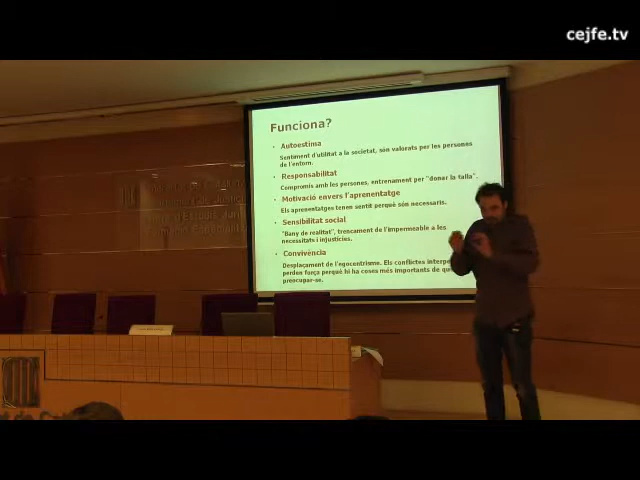 cejfe.tv
Funciona?
• Autoestima
Sentiment d'utilitat a la societat, són valorats per les persones
de l'entorn.
• Responsabilitat
Compromís amb les persones, entrenament per "donar la talla".
• Motivació envers l'aprenentatge
Els aprenentatges tenen sentit perquè són necessaris.
• Sensibilitat social
"Bany de realitat", trencament de l'impermeable a les
necessitats i injustícies.
• Convivència
Desplaçament de l'egocentrisme. Els conflictes
perden força perquè hi ha coses més importants de
preocupar-se.